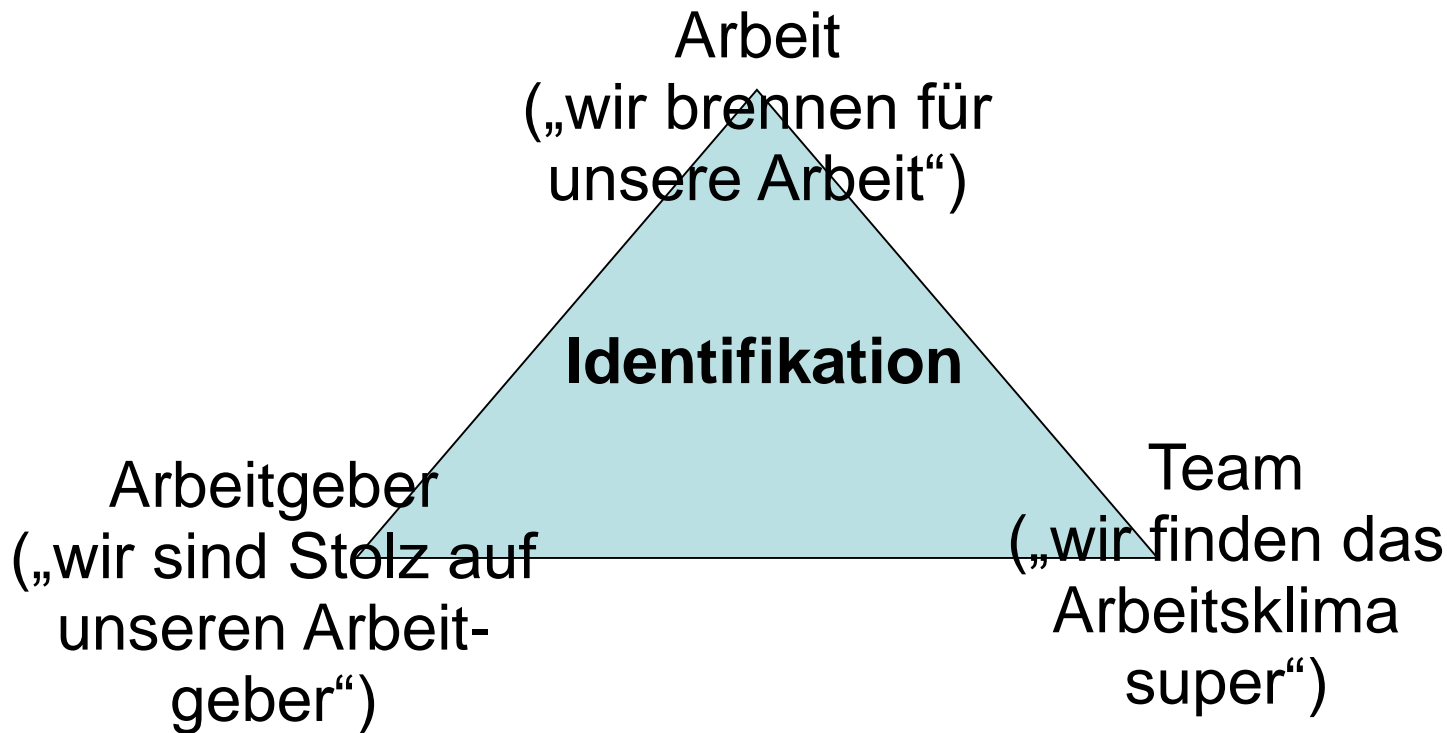 Arbeit
(„wir brennen für
unsere Arbeit“)
Identifikation
Arbeitgeber
(„wir sind Stolz auf
unseren Arbeit-
geber“)
Team
(„wir finden das
Arbeitsklima
super“)